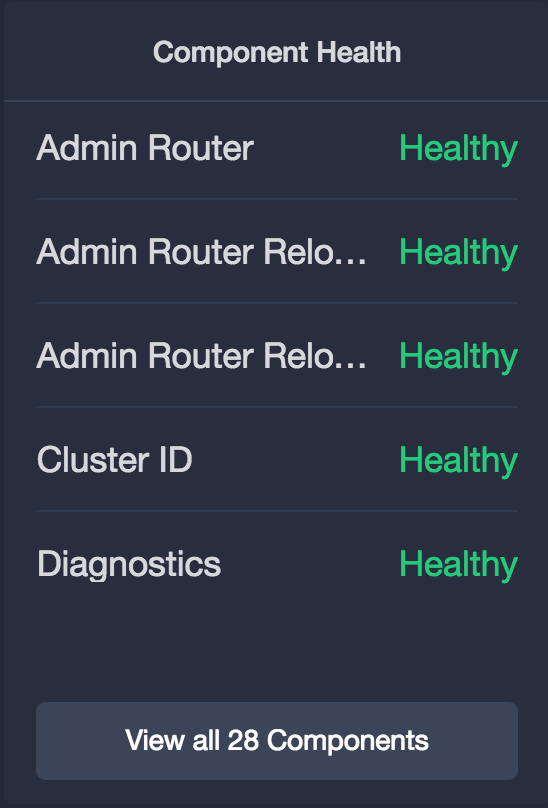 Component Health
Admin Router Healthy
Admin Router Relo... Healthy
Admin Router Relo... Healthy
Cluster ID Healthy
Diagnostics Healthy
View all 28 Components